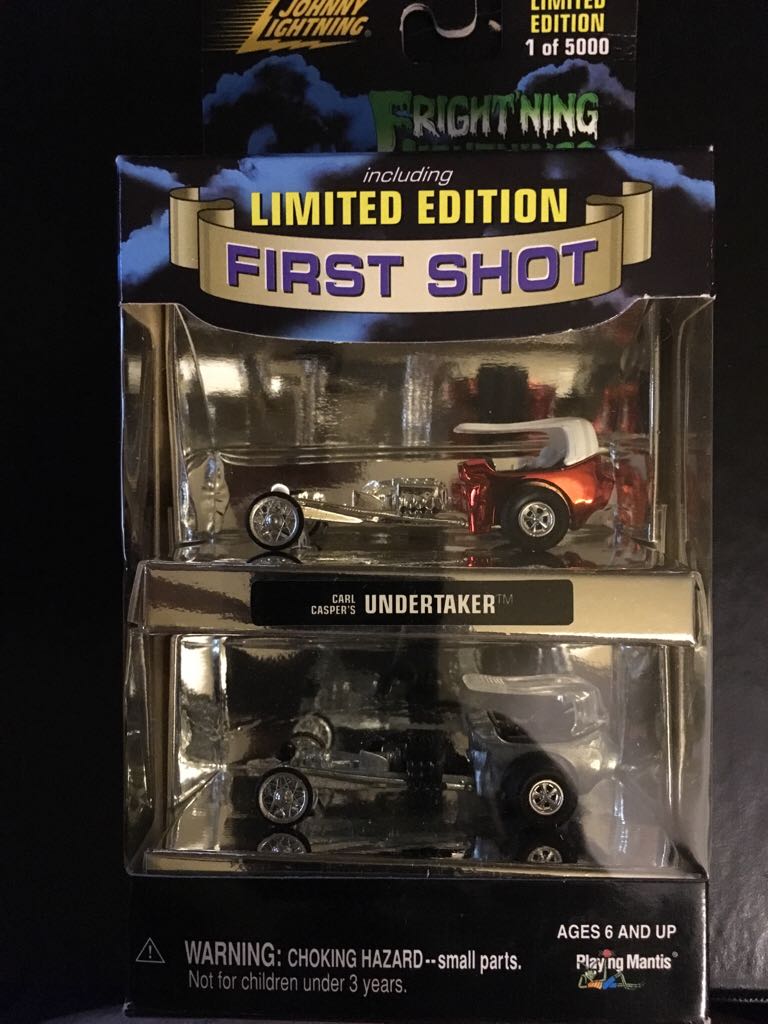 JOHNNY
LIGHTNING®
LIMITED
EDITION
1 of 5000
FRIGHT'NING
including
LIMITED EDITION
FIRST SHOT
CARL
CASPER'S
UNDERTAKER™
AGES 6 AND UP
WARNING: CHOKING HAZARD--small parts.
Not for children under 3 years.
Playing Mantis®